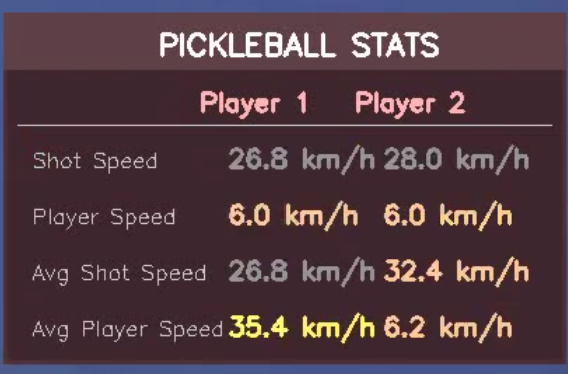 PICKLEBALL STATS
Player 1 Player 2
Shot Speed 26.8 km/h 28.0 km/h
Player Speed 6.0 km/h 6.0 km/h
Avg Shot Speed 26.8 km/h 32.4 km/h
Avg Player Speed 35.4 km/h 6.2 km/h